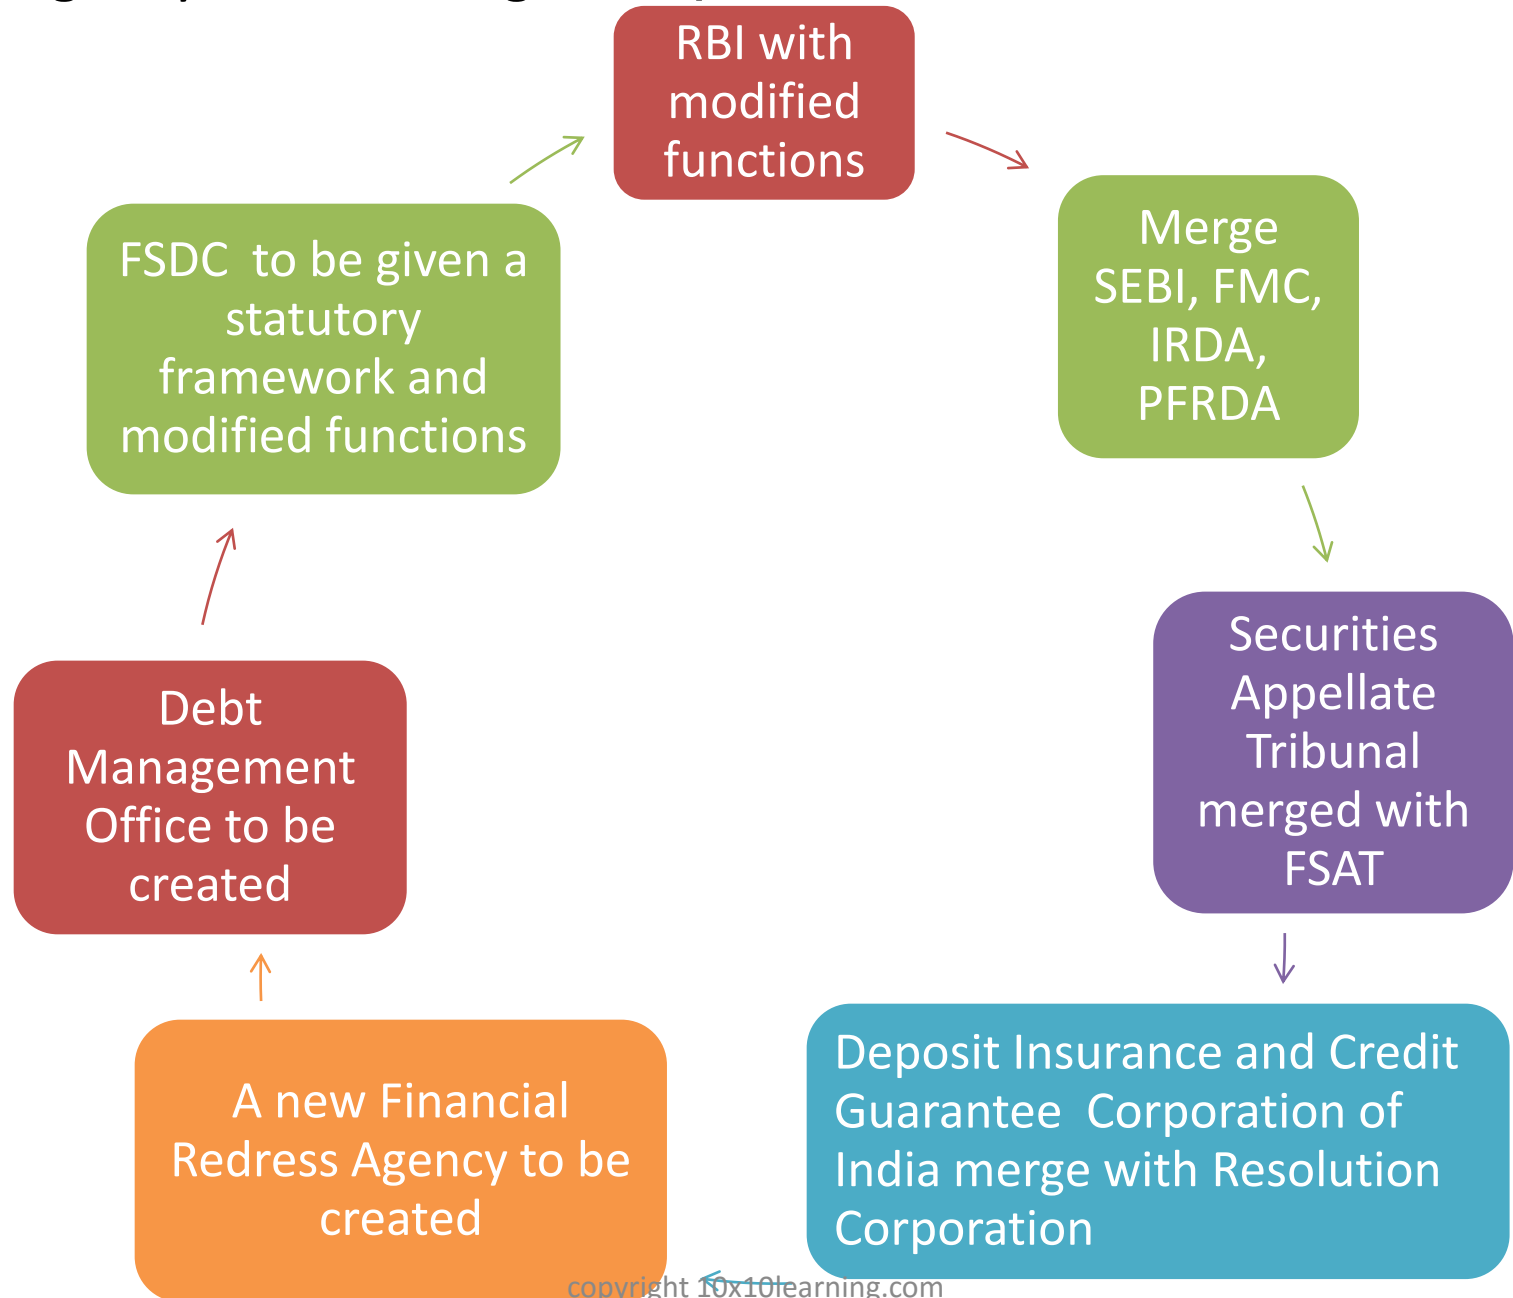 RBI with
modified
functions
Merge
SEBI, FMC,
IRDA,
PFRDA
Securities
Appellate
Tribunal
merged with
FSAT
Deposit Insurance and Credit
Guarantee Corporation of
India merge with Resolution
Corporation
A new Financial
Redress Agency to be
created
Debt
Management
Office to be
created
FSDC to be given a
statutory
framework and
modified functions
copyright 10x10learning.com